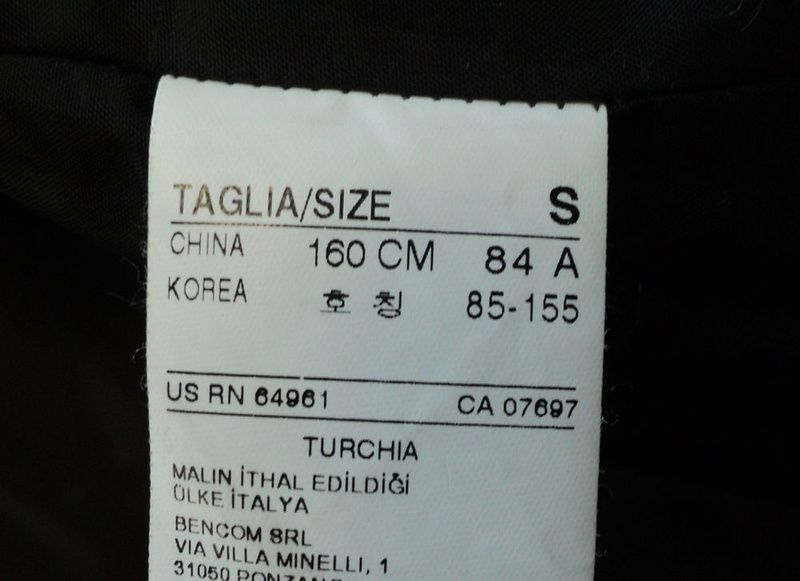 TAGLIA/SIZE S
CHINA 160 CM 84 A
KOREA 호칭 85-155
US RN 64961 CA 07697
TURCHIA
MALIN İTHAL EDİLDİĞİ
ÜLKE İTALYA
BENCOM SRL
VIA VILLA MINELLI, 1
31050